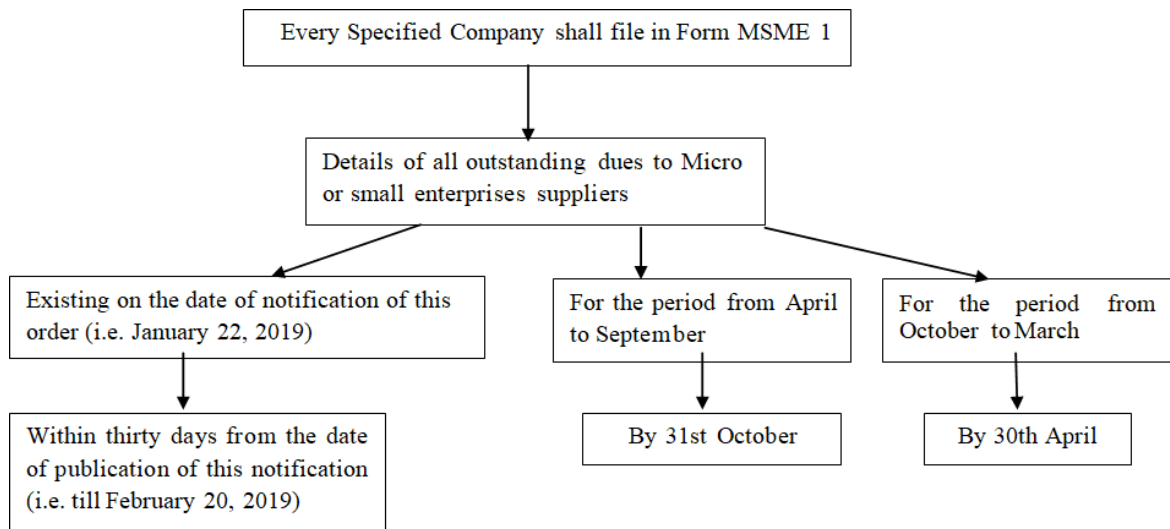 Every Specified Company shall file in Form MSME 1
Details of all outstanding dues to Micro
or small enterprises suppliers
Existing on the date of notification of this
order (i.e. January 22, 2019)
For the period from April
to September
For the period from
October to March
Within thirty days from the date
of publication of this notification
(i.e. till February 20, 2019)
By 31st October
By 30th April